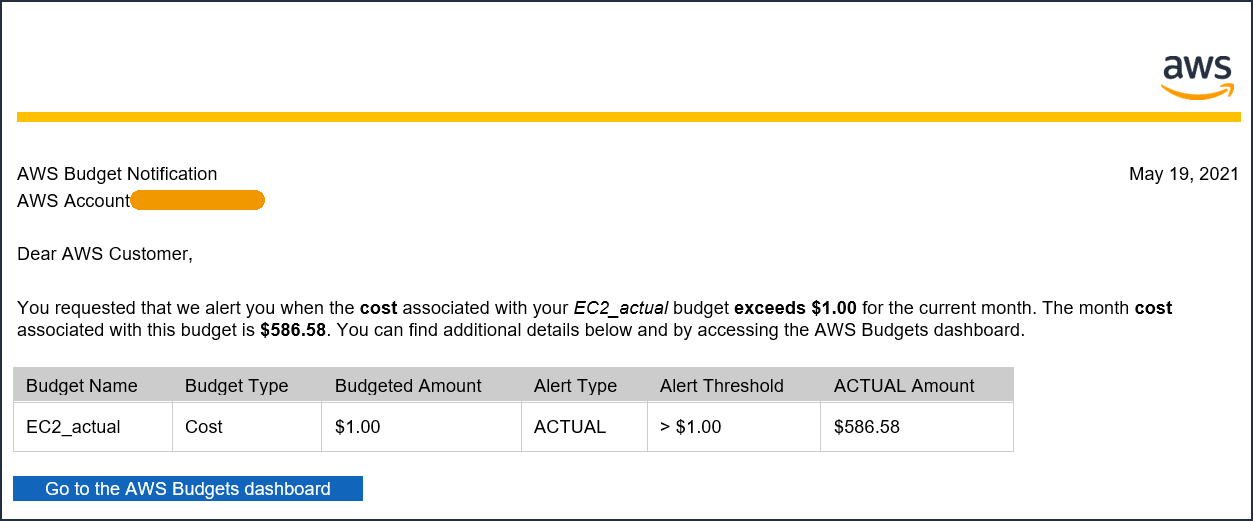 aws
AWS Budget Notification May 19, 2021
AWS Account
Dear AWS Customer,
You requested that we alert you when the cost associated with your EC2_actual budget exceeds $1.00 for the current month. The month cost
associated with this budget is $586.58. You can find additional details below and by accessing the AWS Budgets dashboard.
Budget Name Budget Type Budgeted Amount Alert Type Alert Threshold ACTUAL Amount
EC2_actual Cost $1.00 ACTUAL > $1.00 $586.58
Go to the AWS Budgets dashboard